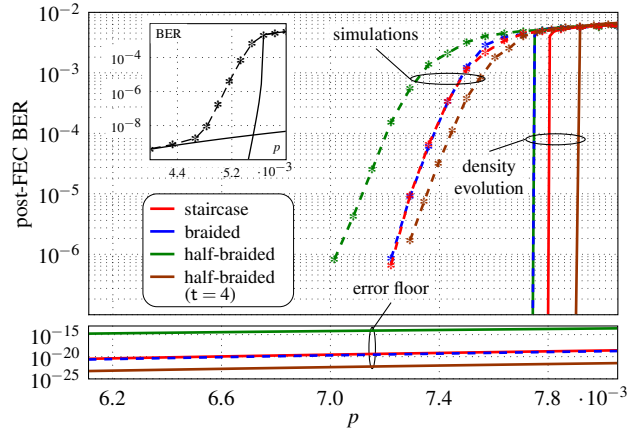 10⁻²
10⁻³
10⁻⁴
10⁻⁵
10⁻⁶
post-FEC BER
BER
10⁻⁴
10⁻⁶
10⁻⁸
4.4
5.2
p
·10⁻³
simulations
density
evolution
staircase
braided
half-braided
half-braided
(t = 4)
error floor
10⁻¹⁵
10⁻²⁰
10⁻²⁵
6.2
6.6
7.0
7.4
7.8
·10⁻³
p